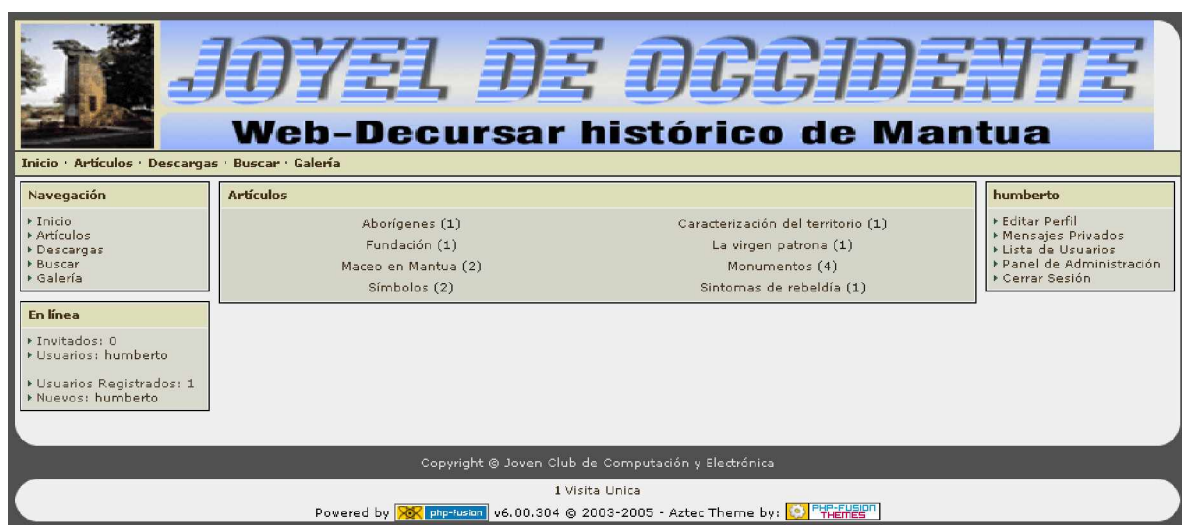 JOYEL DE OCCIDENTE
Web-Decursar histórico de Mantua
Inicio · Artículos · Descargas · Buscar · Galería
Navegación
Inicio
Artículos
Descargas
Buscar
Galería
En línea
Invitados: 0
Usuarios: humberto
Usuarios Registrados: 1
Nuevos: humberto
Artículos
Aborígenes (1) Caracterización del territorio (1)
Fundación (1) La virgen patrona (1)
Maceo en Mantua (2) Monumentos (4)
Símbolos (2) Sintomas de rebeldía (1)
humberto
Editar Perfil
Mensajes Privados
Lista de Usuarios
Panel de Administración
Cerrar Sesión
Copyright © Joven Club de Computación y Electrónica
1 Visita Unica
Powered by php-fusion v6.00.304 © 2003-2005 - Aztec Theme by: PHP-FUSION THEMES